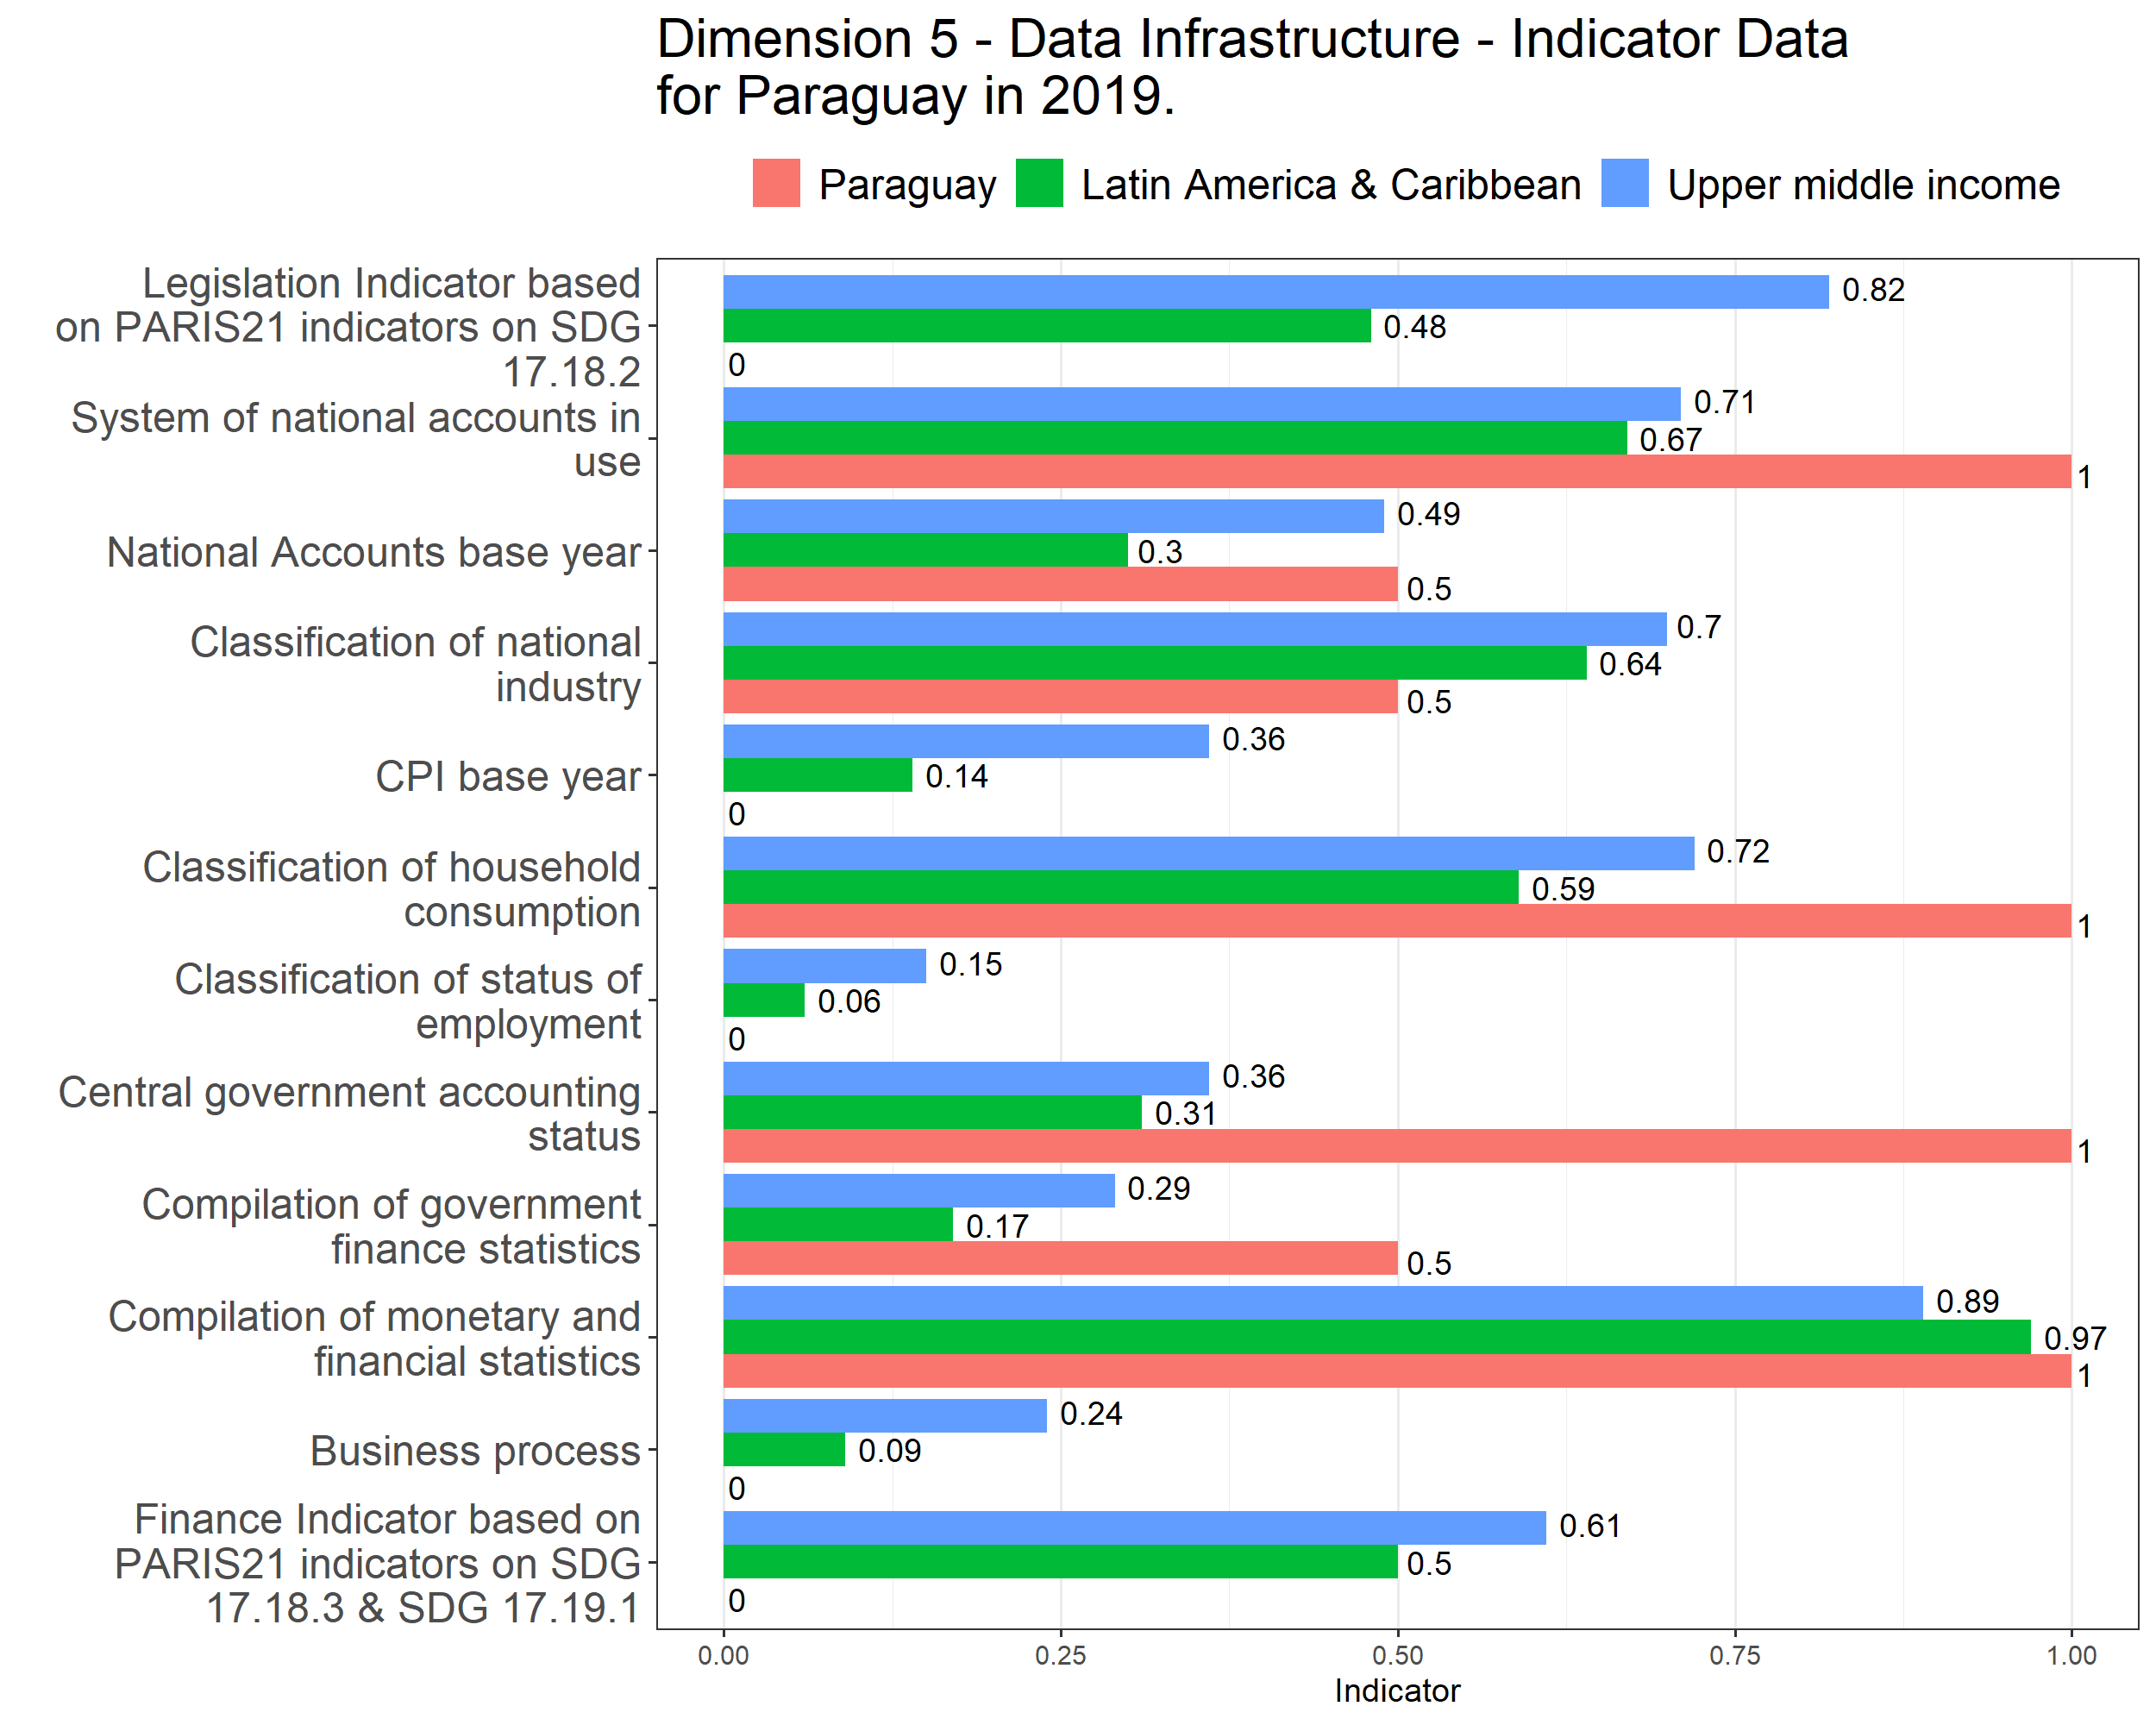 Dimension 5 - Data Infrastructure - Indicator Data
for Paraguay in 2019.
Paraguay
Latin America & Caribbean
Upper middle income
Legislation Indicator based
on PARIS21 indicators on SDG
17.18.2
0.82
0.48
0
System of national accounts in
use
0.71
0.67
1
National Accounts base year
0.49
0.3
0.5
Classification of national
industry
0.7
0.64
0.5
CPI base year
0.36
0.14
0
Classification of household
consumption
0.72
0.59
1
Classification of status of
employment
0.15
0.06
0
Central government accounting
status
0.36
0.31
1
Compilation of government
finance statistics
0.29
0.17
0.5
Compilation of monetary and
financial statistics
0.89
0.97
1
Business process
0.24
0.09
0
Finance Indicator based on
PARIS21 indicators on SDG
17.18.3 & SDG 17.19.1
0.61
0.5
0
0.00
0.25
0.50
0.75
1.00
Indicator